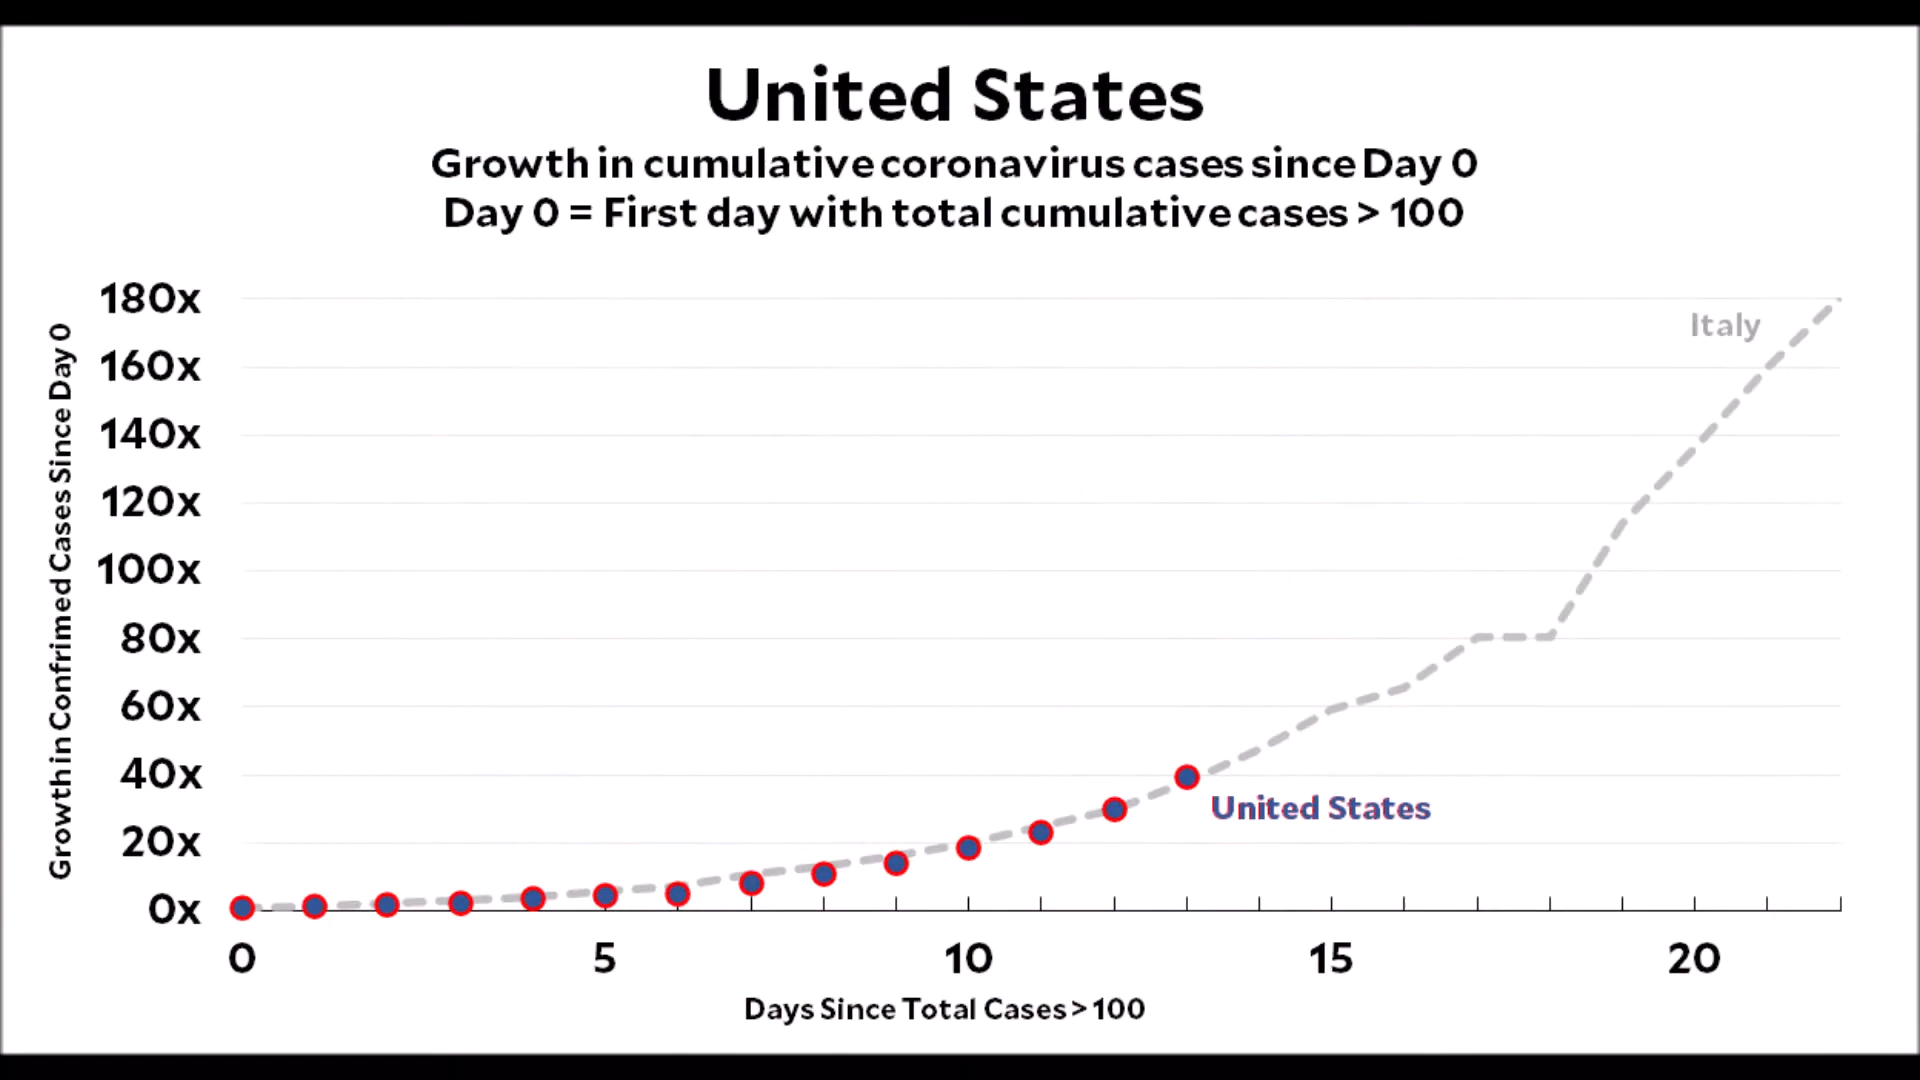 United States
Growth in cumulative coronavirus cases since Day 0
Day 0 = First day with total cumulative cases > 100
180x
160x
140x
120x
100x
80x
60x
40x
20x
0x
Growth in Confrimed Cases Since Day 0
Italy
United States
0 5 10 15 20
Days Since Total Cases > 100